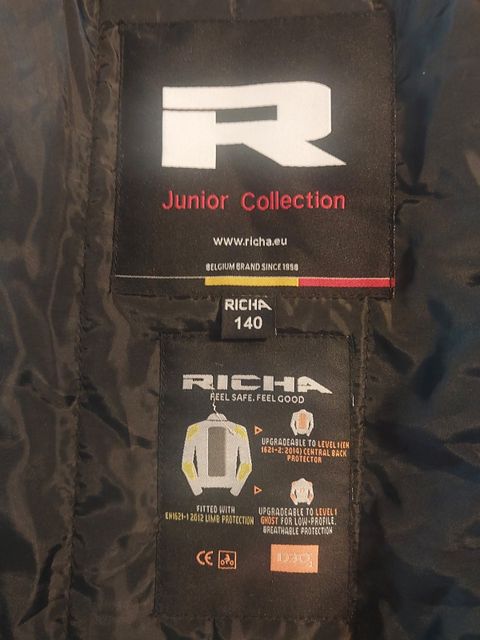 R
Junior Collection
www.richa.eu
BELGIUM BRAND SINCE 1956
RICHA
140
RICHA
FEEL SAFE, FEEL GOOD
UPGRADEABLE TO LEVEL 1 (EN
1621-2: 2014) CENTRAL BACK
PROTECTOR
FITTED WITH
EN1621-1 2012 LIMB PROTECTION
UPGRADEABLE TO LEVEL 1
GHOST FOR LOW-PROFILE,
BREATHABLE PROTECTION
CE
D3O